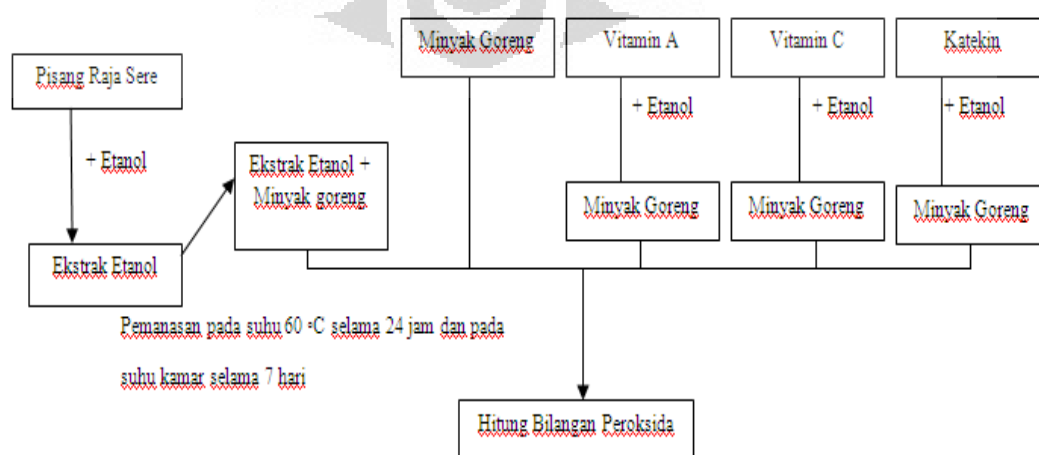 Minyak Goreng
Vitamin A
Vitamin C
Katekin
Pisang Raja Sere
+ Etanol
+ Etanol
+ Etanol
+ Etanol
Ekstrak Etanol +
Minyak goreng
Minyak Goreng
Minyak Goreng
Minyak Goreng
Ekstrak Etanol
Pemanasan pada suhu 60 °C selama 24 jam dan pada
suhu kamar selama 7 hari
Hitung Bilangan Peroksida